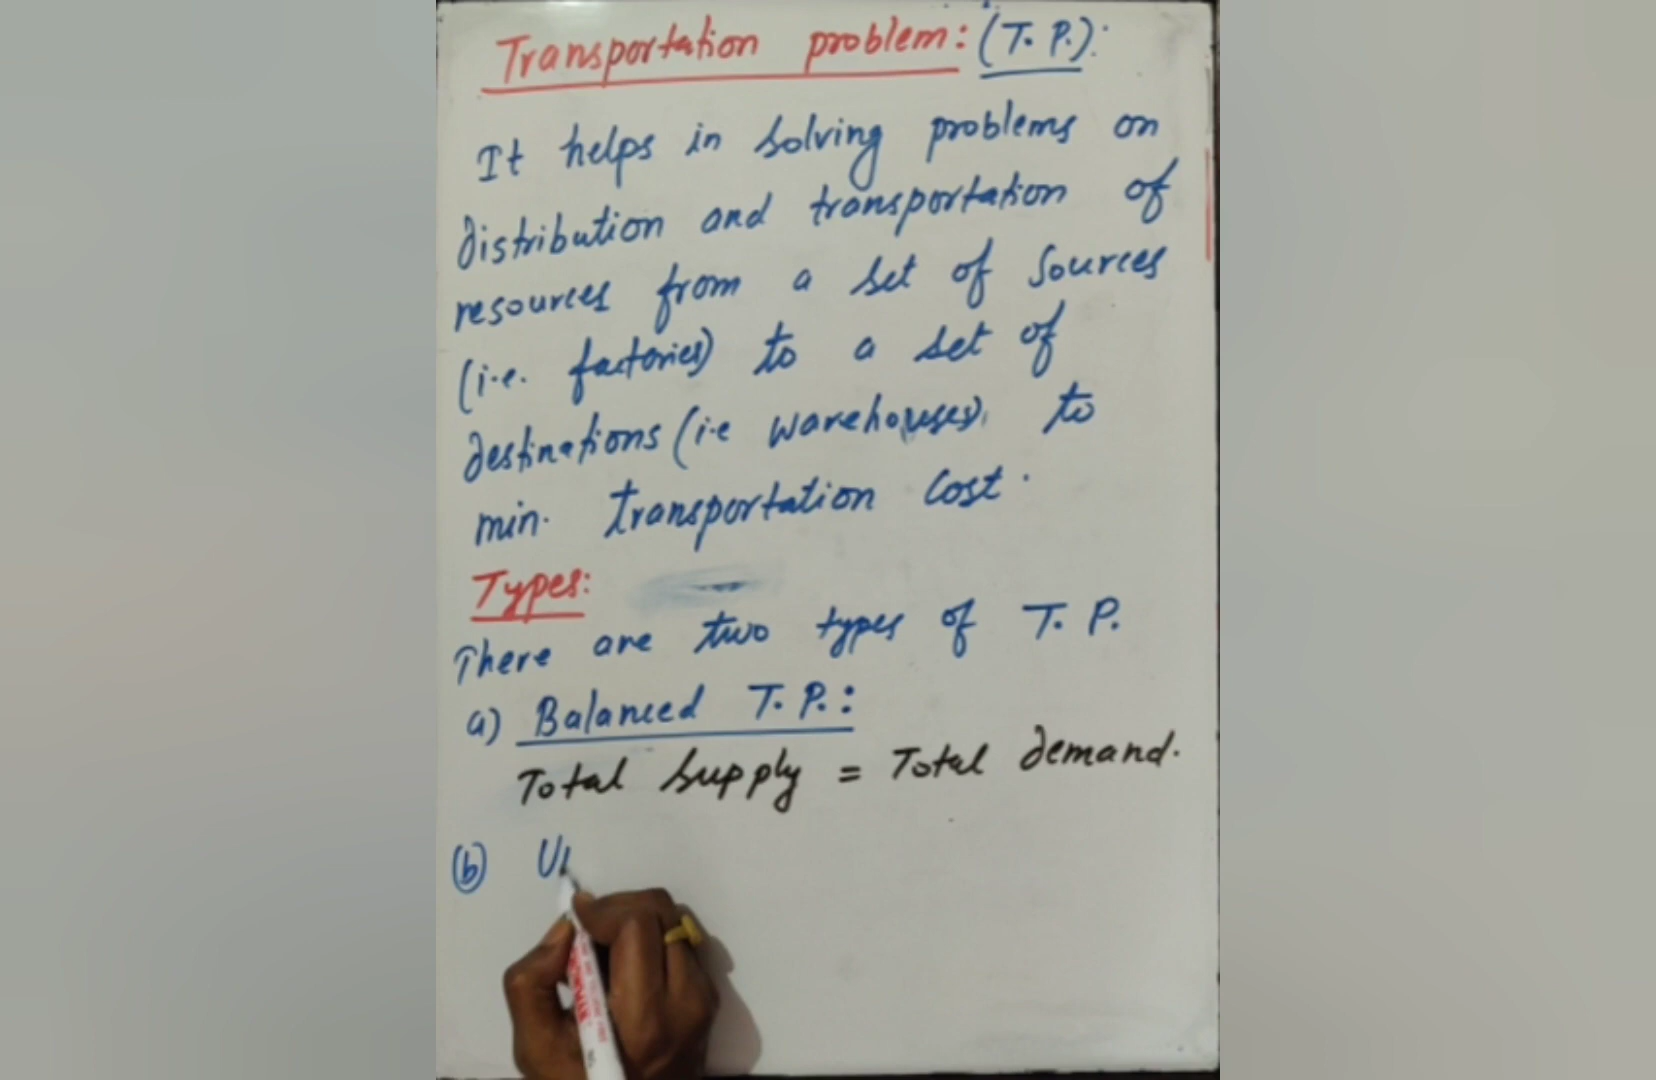 Transportation problem: (T. P.):
It helps in solving problems on
distribution and transportation of
resources from a set of sources
(i.e. factories) to a set of
destinations (i.e warehouses) to
min. transportation cost.
Types:
There are two types of T. P.
a) Balanced T. P.:
Total supply = Total demand.
(b)